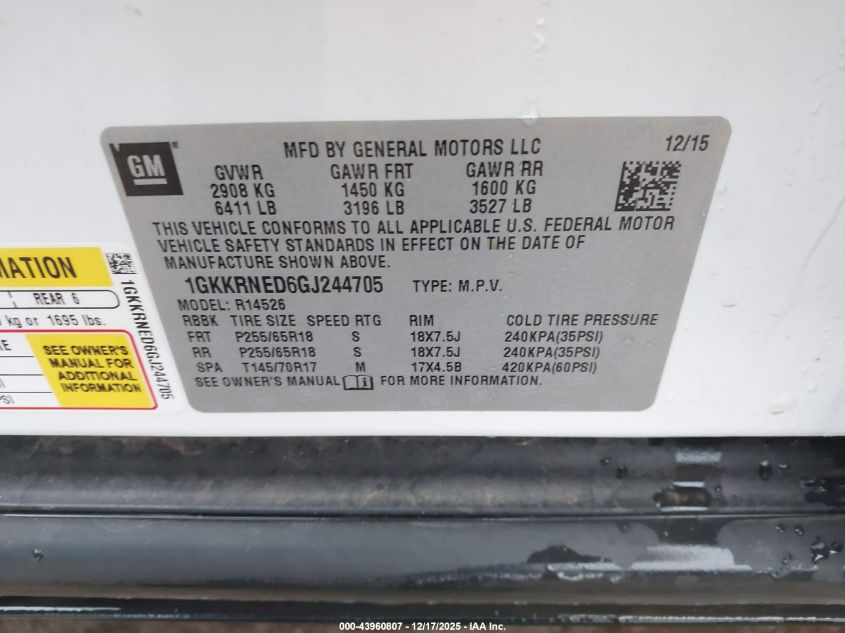 GM
MFD BY GENERAL MOTORS LLC 12/15
GVWR GAWR FRT GAWR RR
2908 KG 1450 KG 1600 KG
6411 LB 3196 LB 3527 LB
THIS VEHICLE CONFORMS TO ALL APPLICABLE U.S. FEDERAL MOTOR
VEHICLE SAFETY STANDARDS IN EFFECT ON THE DATE OF
MANUFACTURE SHOWN ABOVE.
1GKKRNED6GJ244705 TYPE: M.P.V.
MODEL: R14526
RBBK TIRE SIZE SPEED RTG RIM COLD TIRE PRESSURE
FRT P255/65R18 S 18X7.5J 240KPA(35PSI)
RR P255/65R18 S 18X7.5J 240KPA(35PSI)
SPA T145/70R17 M 17X4.5B 420KPA(60PSI)
SEE OWNER'S MANUAL FOR MORE INFORMATION.
REAR 6
kg or 1695 lbs.
SEE OWNER'S
MANUAL FOR
ADDITIONAL
INFORMATION
1GKKRNED6GJ244705
000-43960807 - 12/17/2025 - IAA Inc.